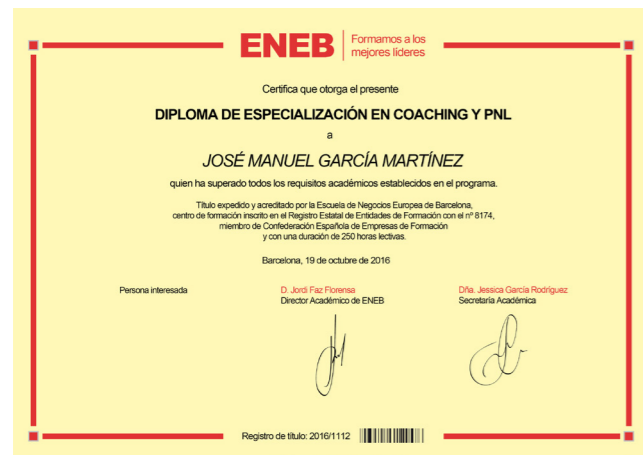 ENEB
Formamos a los
mejores líderes
Certifica que otorga el presente
DIPLOMA DE ESPECIALIZACIÓN EN COACHING Y PNL
a
JOSÉ MANUEL GARCÍA MARTÍNEZ
quien ha superado todos los requisitos académicos establecidos en el programa.
Título expedido y acreditado por la Escuela de Negocios Europea de Barcelona,
centro de formación inscrito en el Registro Estatal de Entidades de Formación con el nº 8174,
miembro de Confederación Española de Empresas de Formación
y con una duración de 250 horas lectivas.
Barcelona, 19 de octubre de 2016
Persona interesada
D. Jordi Faz Florensa
Director Académico de ENEB
Dña. Jessica García Rodríguez
Secretaría Académica
Registro de título: 2016/1112